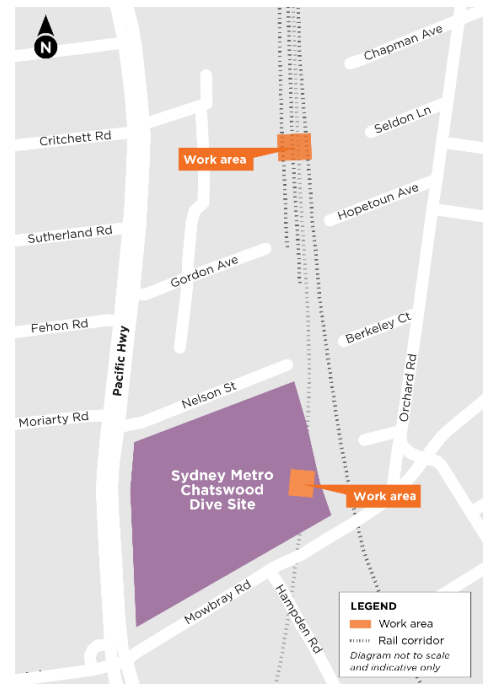 N
Chapman Ave
Critchett Rd
Seldon Ln
Work area
Hopetoun Ave
Sutherland Rd
Gordon Ave
Fehon Rd
Berkeley Ct
Pacific Hwy
Orchard Rd
Nelson St
Moriarty Rd
Sydney Metro
Chatswood
Dive Site
Work area
Mowbray Rd
Hampden Rd
LEGEND
Work area
Rail corridor
Diagram not to scale
and indicative only